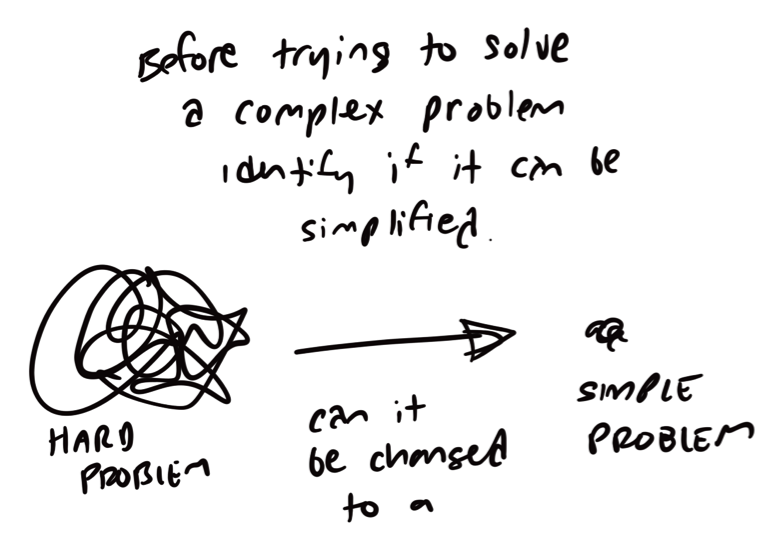 Before trying to solve
a complex problem
identify if it can be
simplified.
HARD
PROBLEM
can it
be changed
to a
SIMPLE
PROBLEM